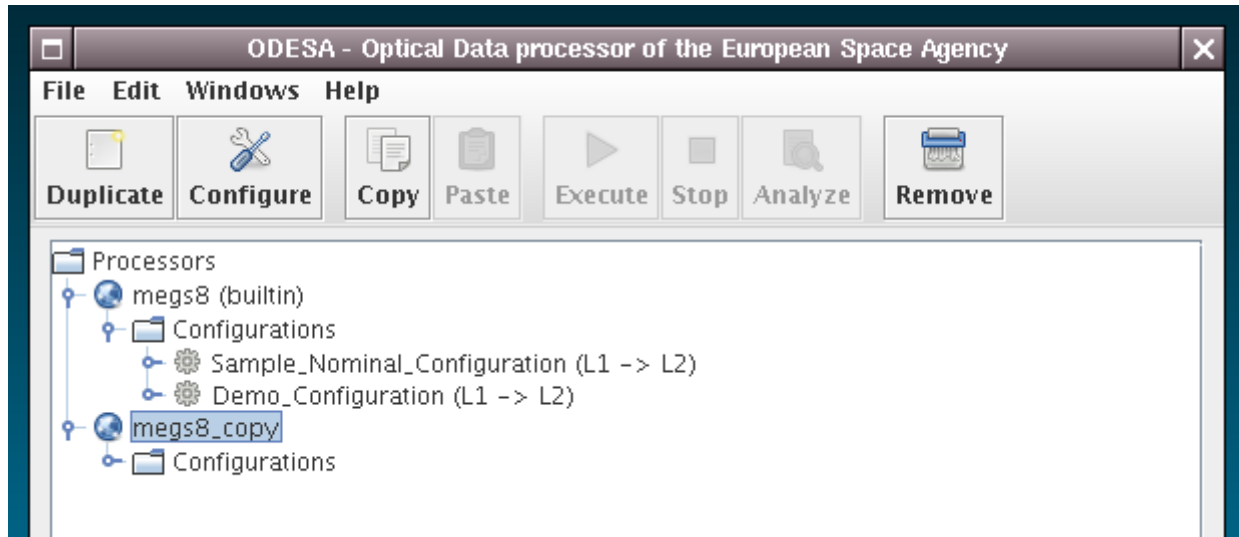 ODESA - Optical Data processor of the European Space Agency
File Edit Windows Help
Duplicate Configure Copy Paste Execute Stop Analyze Remove
Processors
megs8 (builtin)
Configurations
Sample_Nominal_Configuration (L1 -> L2)
Demo_Configuration (L1 -> L2)
megs8_copy
Configurations